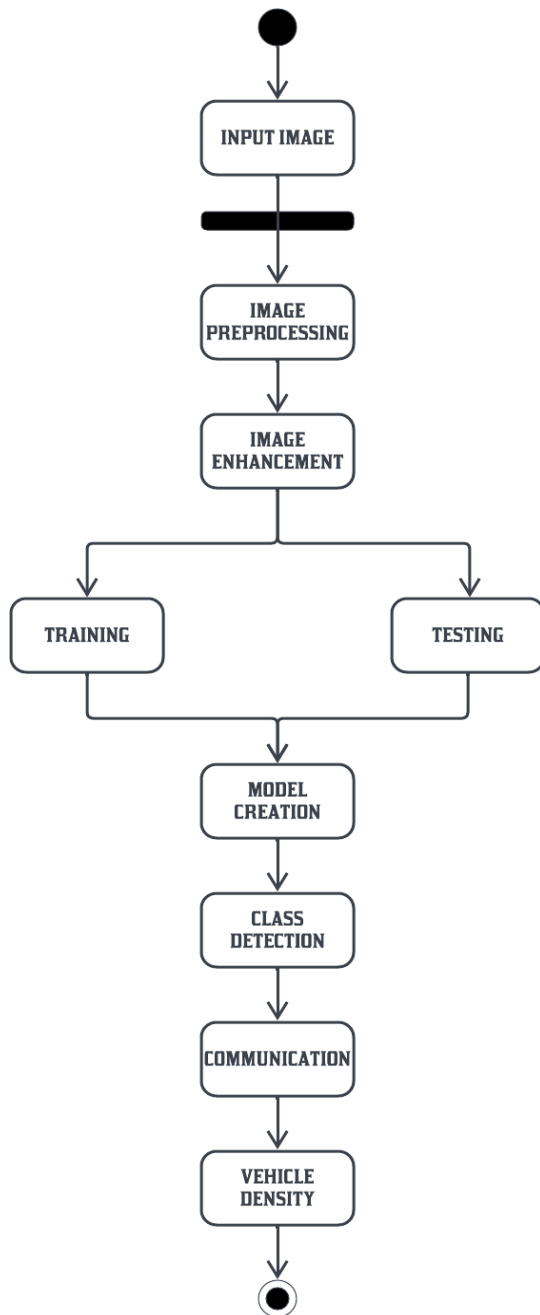 INPUT IMAGE
IMAGE
PREPROCESSING
IMAGE
ENHANCEMENT
TRAINING
TESTING
MODEL
CREATION
CLASS
DETECTION
COMMUNICATION
VEHICLE
DENSITY